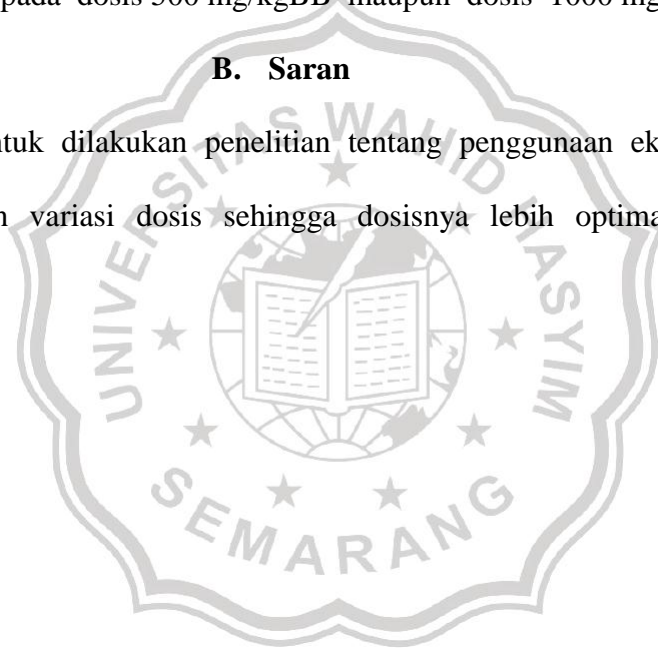 pada dosis 500 mg/kgBB maupun dosis 1000 mg
B. Saran
ntuk dilakukan penelitian tentang penggunaan ek
variasi dosis sehingga dosisnya lebih optima
UNIVERSITAS WAHID HASYIM
SEMARANG